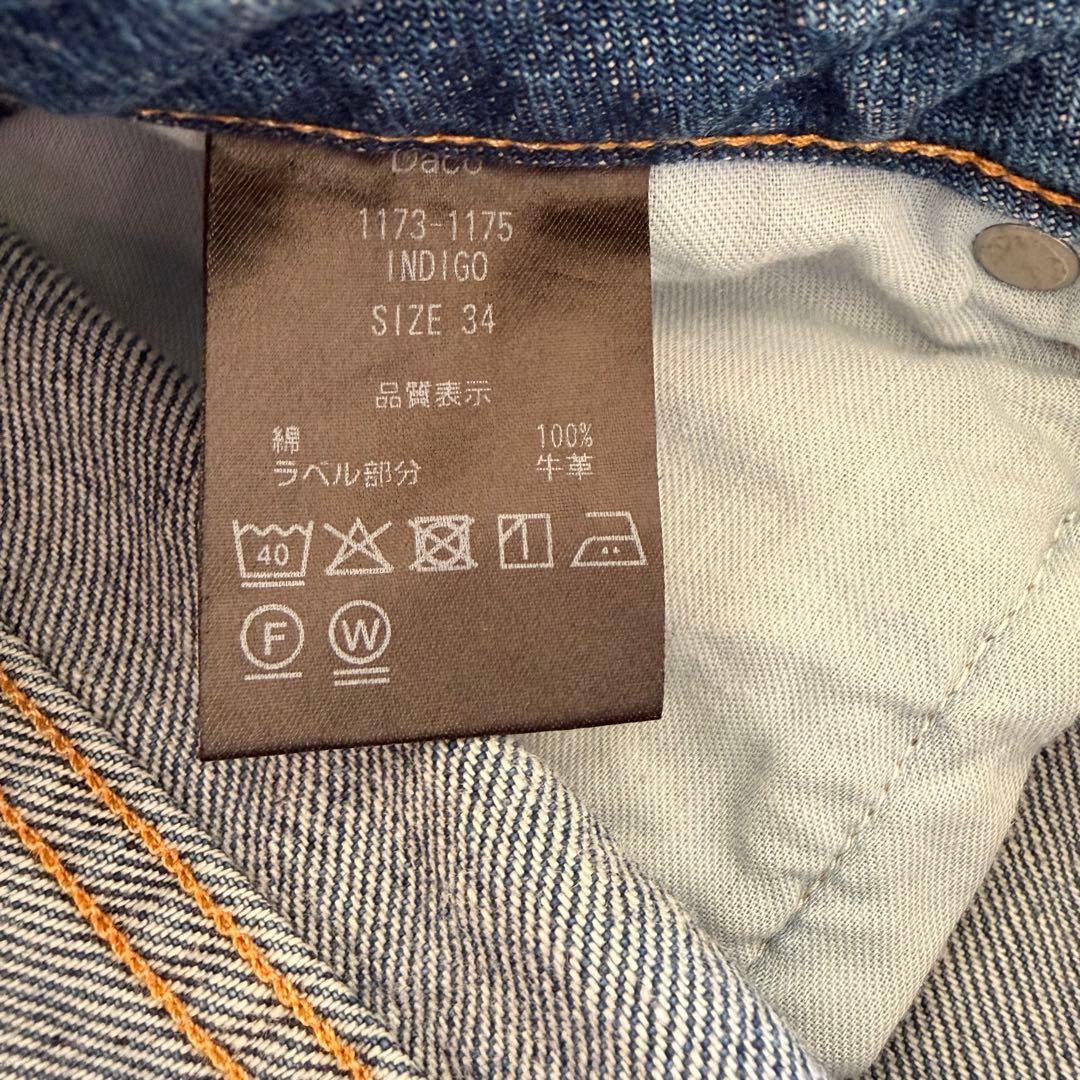 1173-1175
INDIGO
SIZE 34
品質表示
綿 100%
ラベル部分 牛革
40
F W